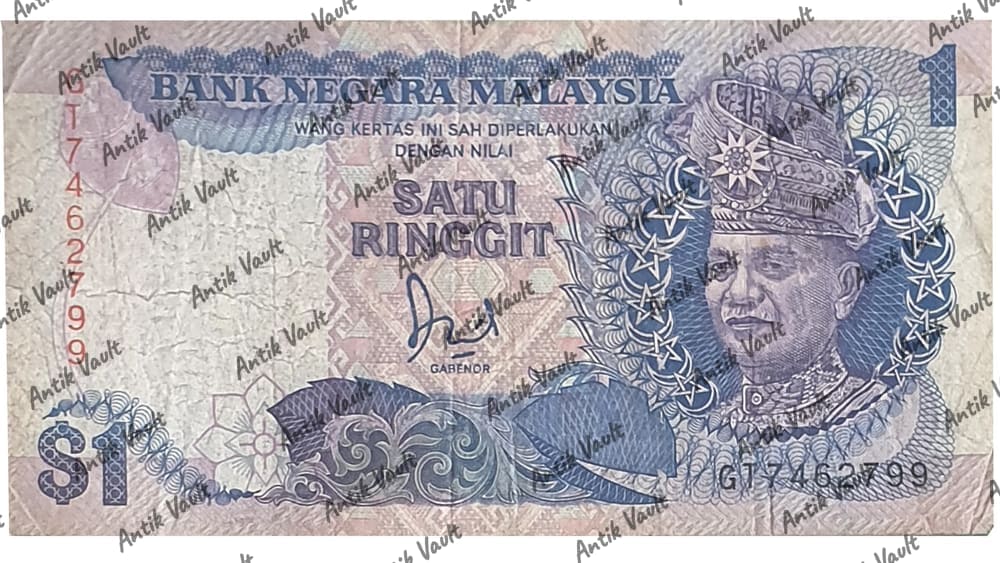 BANK NEGARA MALAYSIA
1
WANG KERTAS INI SAH DIPERLAKUKAN
DENGAN NILAI
SATU
RINGGIT
GABENOR
GT7462799
$1
GT7462799
Antik Vault